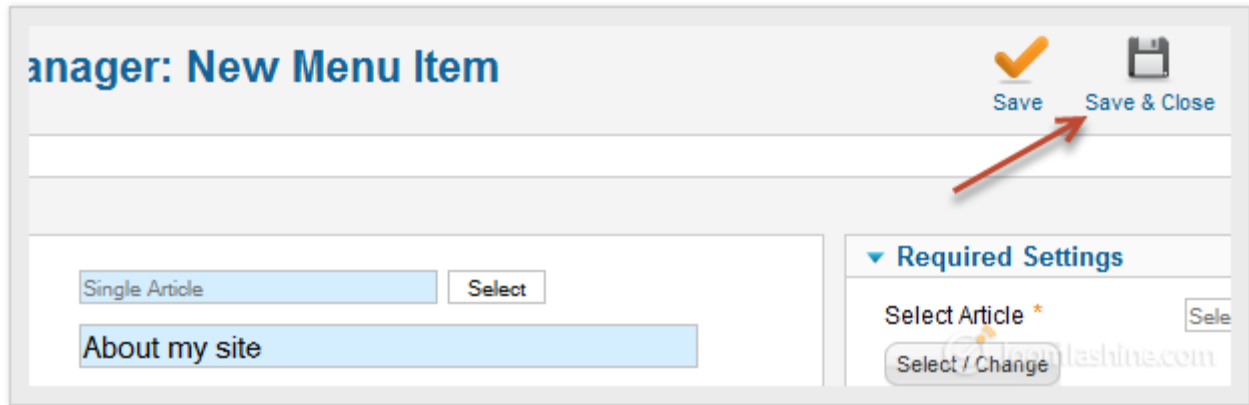 anager: New Menu Item
Save
Save & Close
Required Settings
Single Article
Select
Select Article *
Sele
About my site
Select / Change